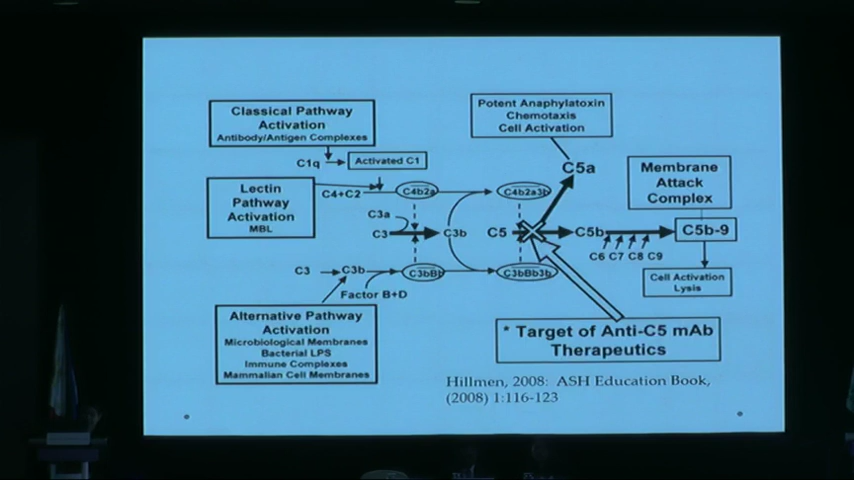 Classical Pathway
Activation
Antibody/Antigen Complexes
C1q
Activated C1
Lectin
Pathway
Activation
MBL
C4+C2
C4b2a
C4b2a3b
C3a
C3
C3b
C5
C5a
C5b
C5b-9
C6 C7 C8 C9
Potent Anaphylatoxin
Chemotaxis
Cell Activation
Membrane
Attack
Complex
Cell Activation
Lysis
C3
C3b
C3bBb
C3bBb3b
Factor B+D
Alternative Pathway
Activation
Microbiological Membranes
Bacterial LPS
Immune Complexes
Mammalian Cell Membranes
* Target of Anti-C5 mAb
Therapeutics
Hillmen, 2008: ASH Education Book,
(2008) 1:116-123